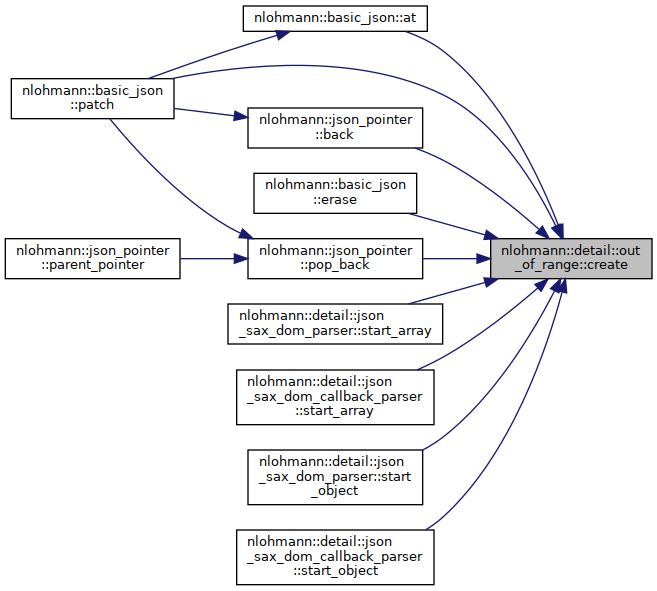 nlohmann::basic_json::at
nlohmann::basic_json
::patch
nlohmann::json_pointer
::back
nlohmann::basic_json
::erase
nlohmann::json_pointer
::parent_pointer
nlohmann::json_pointer
::pop_back
nlohmann::detail::out
_of_range::create
nlohmann::detail::json
_sax_dom_parser::start_array
nlohmann::detail::json
_sax_dom_callback_parser
::start_array
nlohmann::detail::json
_sax_dom_parser::start
_object
nlohmann::detail::json
_sax_dom_callback_parser
::start_object